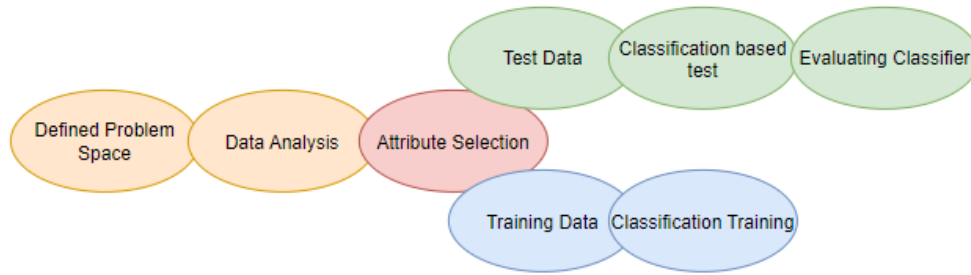 Test Data
Classification based
test
Evaluating Classifier
Defined Problem
Space
Data Analysis
Attribute Selection
Training Data
Classification Training